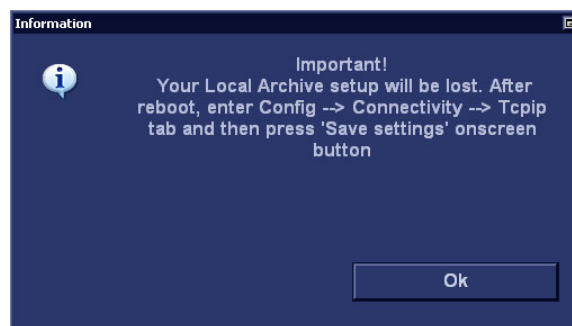 Information
Important!
Your Local Archive setup will be lost. After
reboot, enter Config --> Connectivity --> Tcpip
tab and then press 'Save settings' onscreen
button
Ok